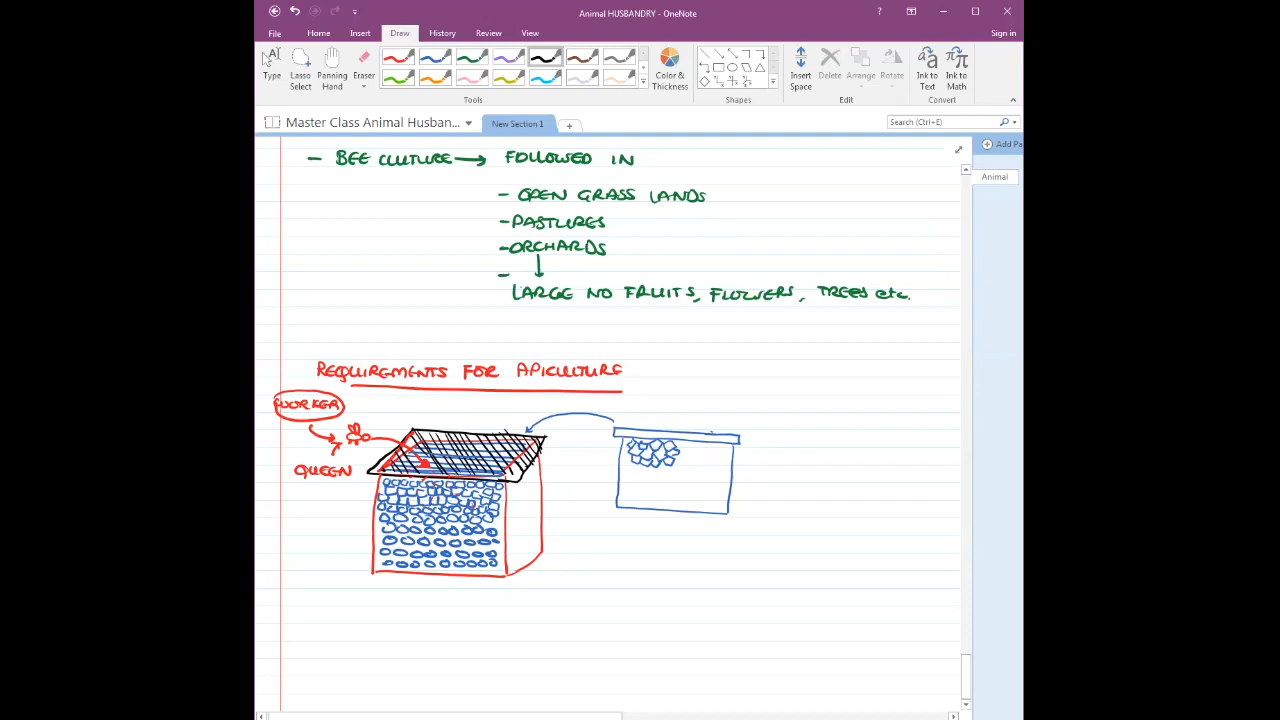 Animal HUSBANDRY - OneNote
?
File Home Insert Draw History Review View
Sign in
Type Lasso Select Panning Hand Eraser Color & Thickness Insert Space Delete Arrange Rotate Ink to Text Ink to Math
Tools Shapes Edit Convert
Master Class Animal Husban... New Section 1 Search (Ctrl+E)
Add Pa
Animal
- BEE CULTURE → FOLLOWED IN
- OPEN GRASS LANDS
- PASTURES
- ORCHARDS
-
LARGE NO FRUITS, FLOWERS, TREES etc.
REQUIREMENTS FOR APICULTURE
WORKER
QUEEN